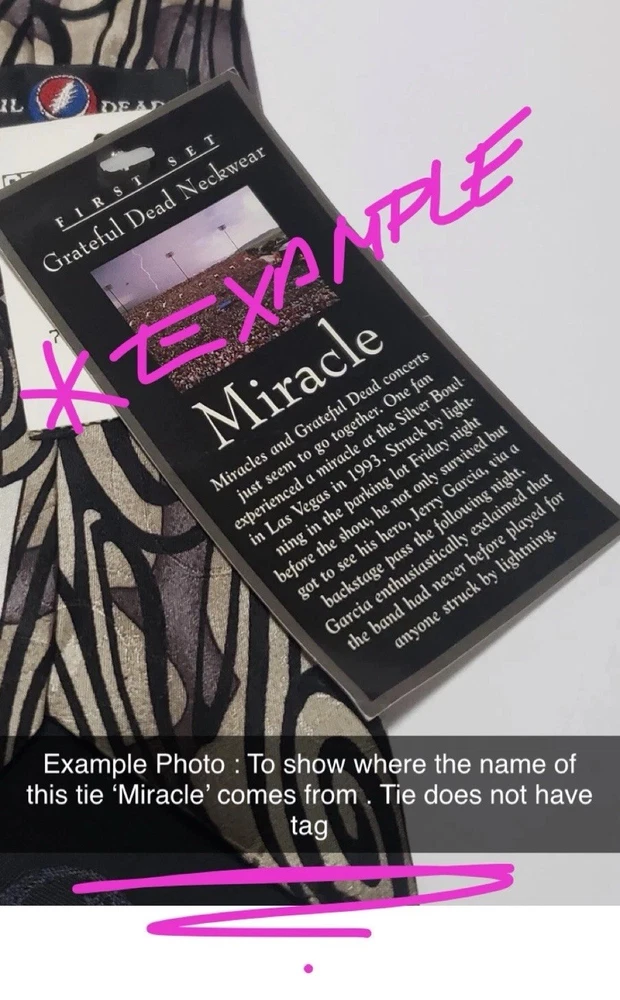 IL DEAD
FIRST SET
Grateful Dead Neckwear
* EXAMPLE
Miracle
Miracles and Grateful Dead concerts
just seem to go together. One fan
experienced a miracle at the Silver Bowl-
in Las Vegas in 1993. Struck by light-
ning in the parking lot Friday night
before the show, he not only survived but
got to see his hero, Jerry Garcia, via a
backstage pass the following night.
Garcia enthusiastically exclaimed that
the band had never before played for
anyone struck by lightning.
Example Photo : To show where the name of
this tie ‘Miracle’ comes from . Tie does not have
tag